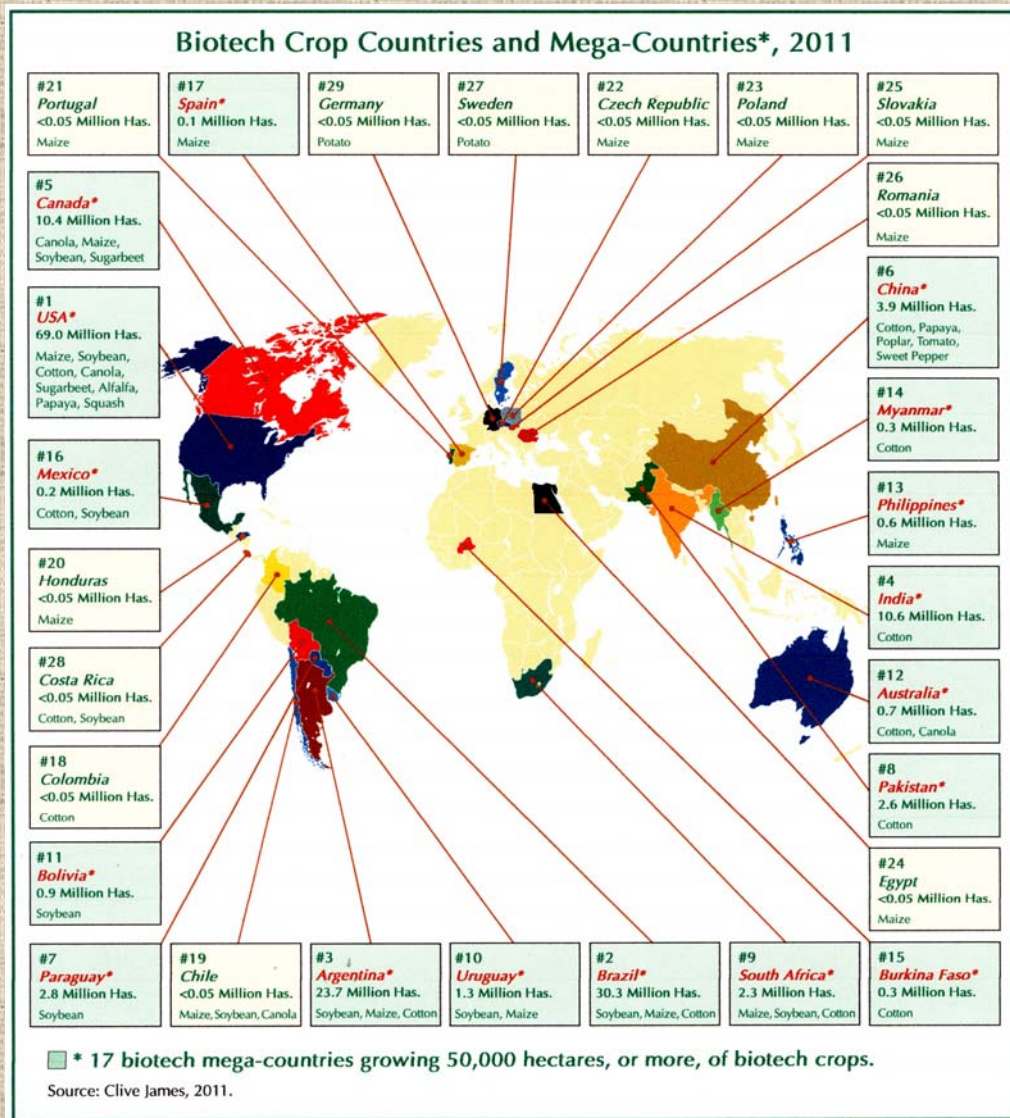 Biotech Crop Countries and Mega-Countries*, 2011
#21
Portugal
<0.05 Million Has.
Maize
#17
Spain*
0.1 Million Has.
Maize
#29
Germany
<0.05 Million Has.
Potato
#27
Sweden
<0.05 Million Has.
Potato
#22
Czech Republic
<0.05 Million Has.
Maize
#23
Poland
<0.05 Million Has.
Maize
#25
Slovakia
<0.05 Million Has.
Maize
#5
Canada*
10.4 Million Has.
Canola, Maize,
Soybean, Sugarbeet
#1
USA*
69.0 Million Has.
Maize, Soybean,
Cotton, Canola,
Sugarbeet, Alfalfa,
Papaya, Squash
#16
Mexico*
0.2 Million Has.
Cotton, Soybean
#20
Honduras
<0.05 Million Has.
Maize
#28
Costa Rica
<0.05 Million Has.
Cotton, Soybean
#18
Colombia
<0.05 Million Has.
Cotton
#11
Bolivia*
0.9 Million Has.
Soybean
#26
Romania
<0.05 Million Has.
Maize
#6
China*
3.9 Million Has.
Cotton, Papaya,
Poplar, Tomato,
Sweet Pepper
#14
Myanmar*
0.3 Million Has.
Cotton
#13
Philippines*
0.6 Million Has.
Maize
#4
India*
10.6 Million Has.
Cotton
#12
Australia*
0.7 Million Has.
Cotton, Canola
#8
Pakistan*
2.6 Million Has.
Cotton
#24
Egypt
<0.05 Million Has.
Maize
#7
Paraguay*
2.8 Million Has.
Soybean
#19
Chile
<0.05 Million Has.
Maize, Soybean, Canola
#3
Argentina*
23.7 Million Has.
Soybean, Maize, Cotton
#10
Uruguay*
1.3 Million Has.
Soybean, Maize
#2
Brazil*
30.3 Million Has.
Soybean, Maize, Cotton
#9
South Africa*
2.3 Million Has.
Maize, Soybean, Cotton
#15
Burkina Faso*
0.3 Million Has.
Cotton
* 17 biotech mega-countries growing 50,000 hectares, or more, of biotech crops.
Source: Clive James, 2011.